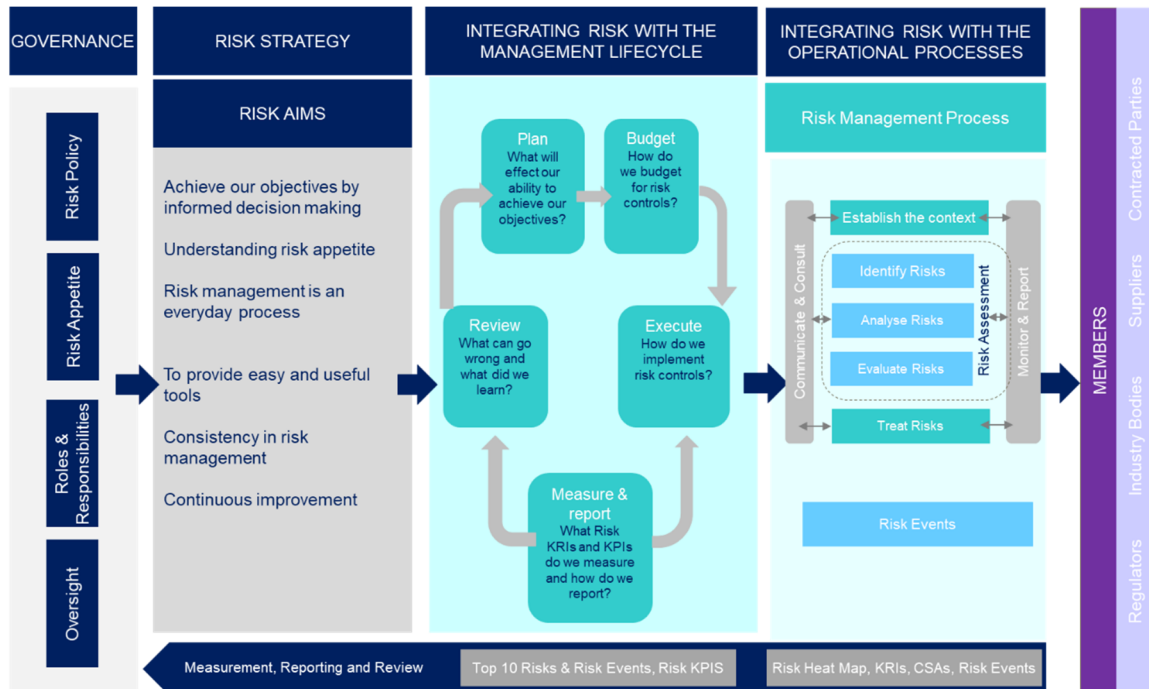 GOVERNANCE
Risk Policy
Risk Appetite
Roles &
Responsibilities
Oversight
RISK STRATEGY
RISK AIMS
Achieve our objectives by
informed decision making
Understanding risk appetite
Risk management is an
everyday process
To provide easy and useful
tools
Consistency in risk
management
Continuous improvement
INTEGRATING RISK WITH THE
MANAGEMENT LIFECYCLE
Plan
What will
effect our
ability to
achieve our
objectives?
Budget
How do
we budget
for risk
controls?
Review
What can go
wrong and
what did we
learn?
Execute
How do we
implement
risk controls?
Measure &
report
What Risk
KRIs and KPIs
do we measure
and how do we
report?
INTEGRATING RISK WITH THE
OPERATIONAL PROCESSES
Risk Management Process
Communicate & Consult
Establish the context
Identify Risks
Analyse Risks
Evaluate Risks
Risk Assessment
Treat Risks
Monitor & Report
Risk Events
MEMBERS
Contracted Parties
Suppliers
Industry Bodies
Regulators
Measurement, Reporting and Review
Top 10 Risks & Risk Events, Risk KPIS
Risk Heat Map, KRIs, CSAs, Risk Events